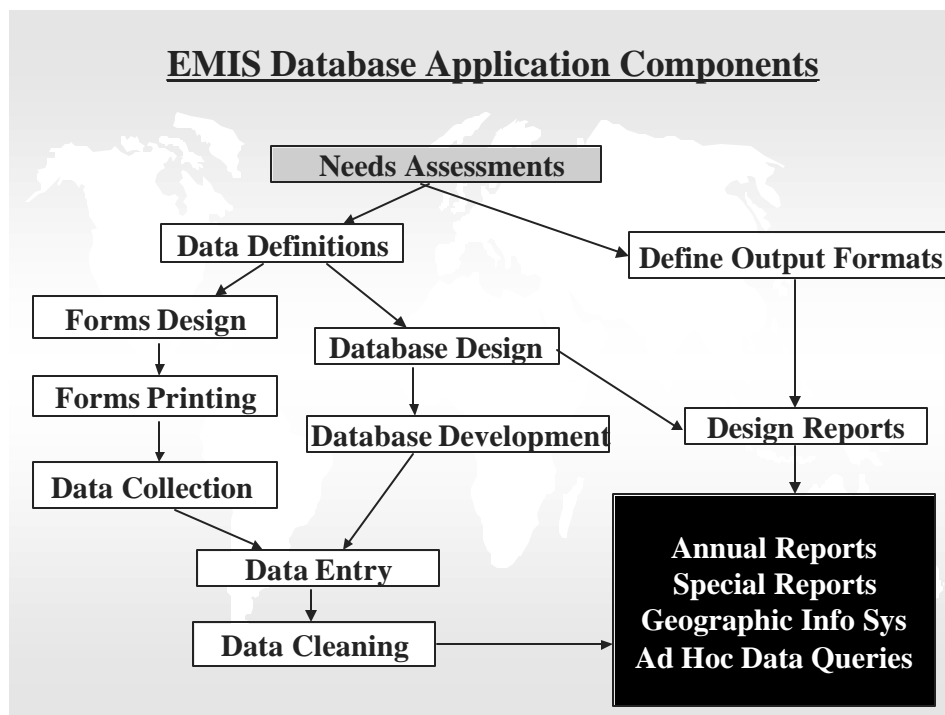 EMIS Database Application Components
Needs Assessments
Data Definitions
Define Output Formats
Forms Design
Database Design
Forms Printing
Design Reports
Database Development
Data Collection
Data Entry
Data Cleaning
Annual Reports
Special Reports
Geographic Info Sys
Ad Hoc Data Queries